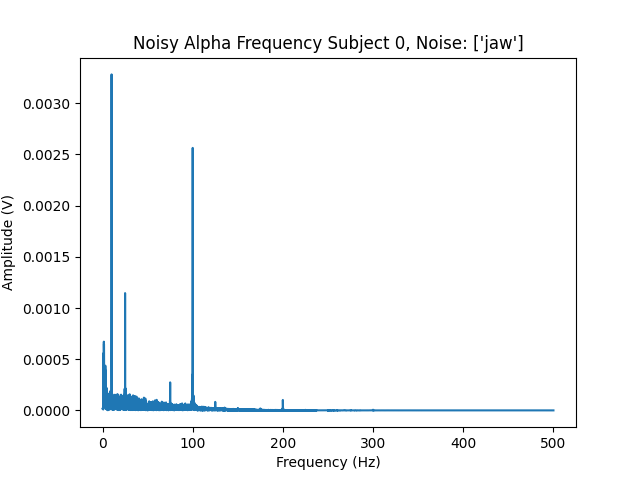 Noisy Alpha Frequency Subject 0, Noise: ['jaw']
0.0030
0.0025
0.0020
0.0015
0.0010
0.0005
0.0000
Amplitude (V)
0 100 200 300 400 500
Frequency (Hz)